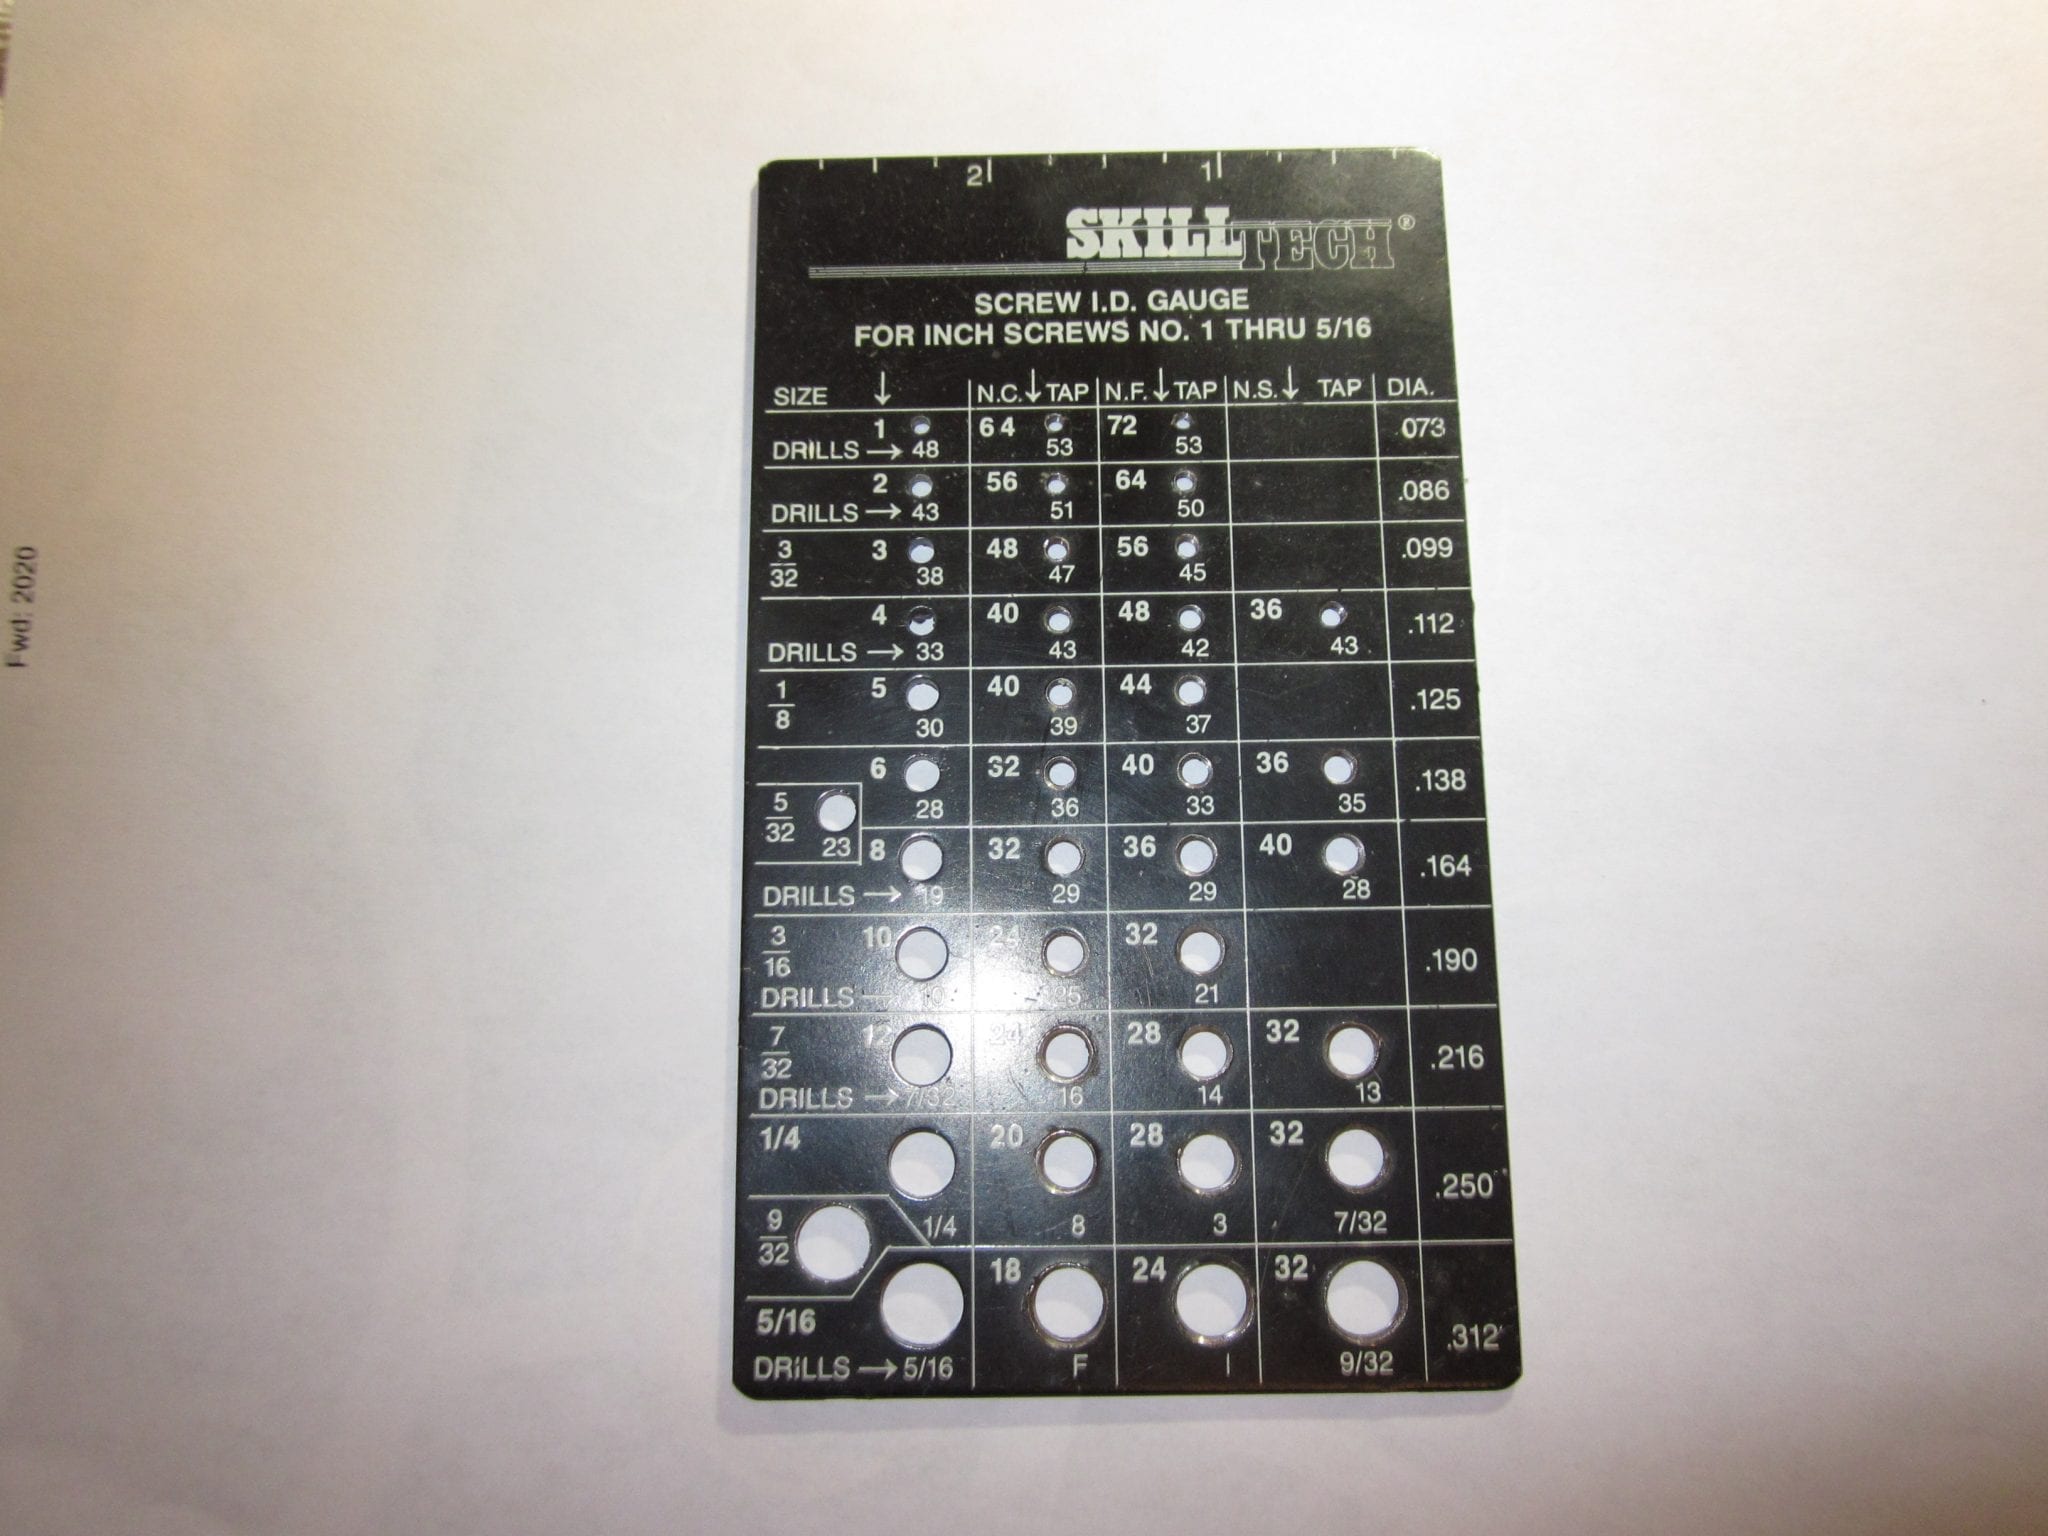 2 1
SKILLTECH®
SCREW I.D. GAUGE
FOR INCH SCREWS NO. 1 THRU 5/16
SIZE ↓ N.C.↓ TAP N.F.↓ TAP N.S.↓ TAP DIA.
1 64 72 .073
DRILLS → 48 53 53
2 56 64 .086
DRILLS → 43 51 50
3/32 3 48 56 .099
38 47 45
4 40 48 36 .112
DRILLS → 33 43 42 43
1/8 5 40 44 .125
30 39 37
6 32 40 36 .138
28 36 33 35
5/32 23
8 32 36 40 .164
DRILLS → 19 29 29 28
3/16 10 24 32 .190
DRILLS 25 21
7/32 12 24 28 32 .216
DRILLS → 7/32 16 14 13
1/4 20 28 32 .250
1/4 8 3 7/32
9/32
5/16 18 24 32 .312
DRILLS → 5/16 F I 9/32
Fwd: 2020